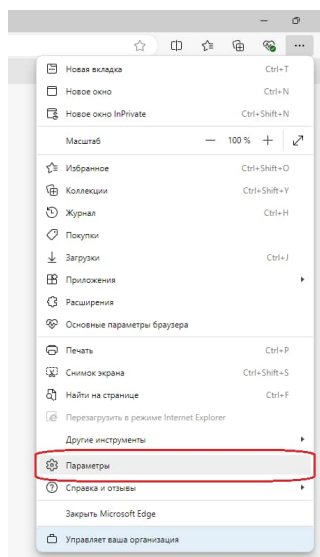 Новая вкладка Ctrl+T
Новое окно Ctrl+N
Новое окно InPrivate Ctrl+Shift+N
Масштаб — 100 % +
Избранное Ctrl+Shift+O
Коллекции Ctrl+Shift+Y
Журнал Ctrl+H
Покупки
Загрузки Ctrl+J
Приложения
Расширения
Основные параметры браузера
Печать Ctrl+P
Снимок экрана Ctrl+Shift+S
Найти на странице Ctrl+F
Перезагрузить в режиме Internet Explorer
Другие инструменты
Параметры
Справка и отзывы
Закрыть Microsoft Edge
Управляет ваша организация